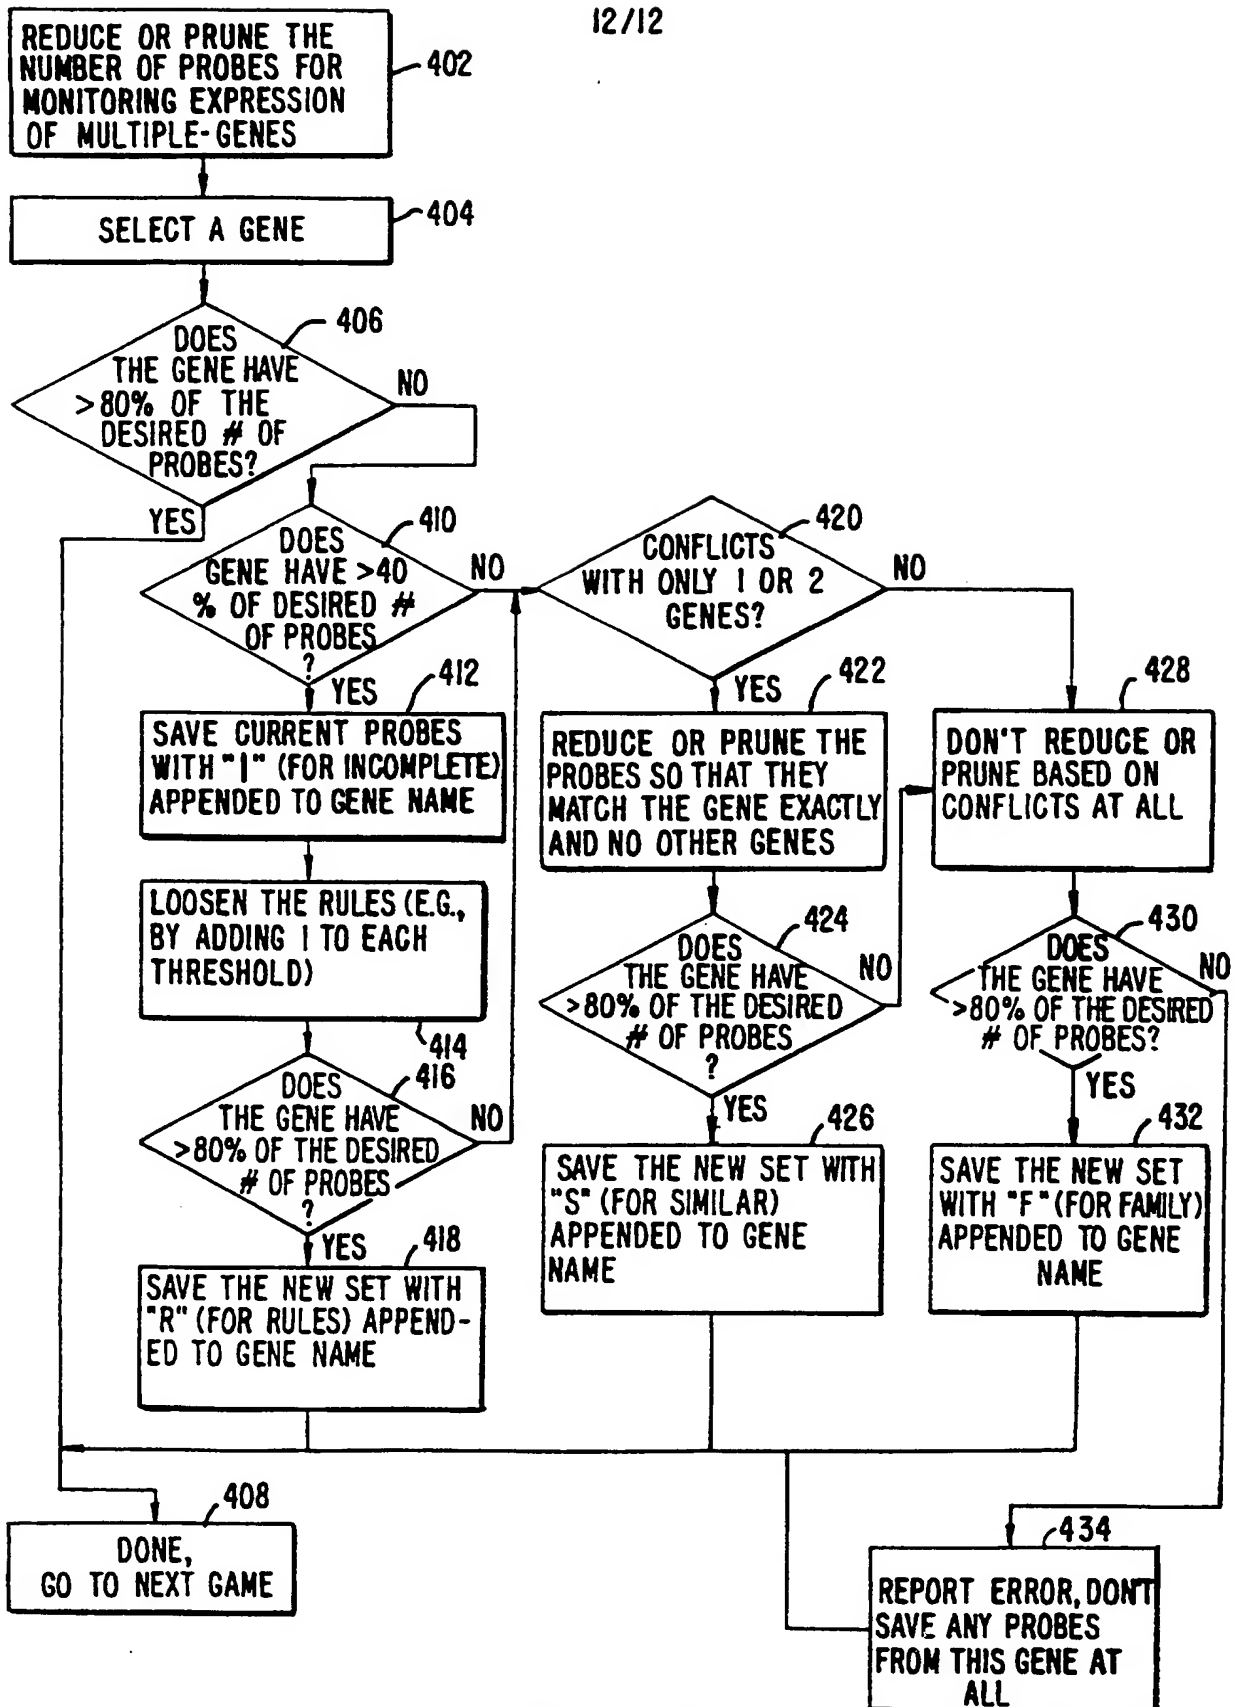 12/12
REDUCE OR PRUNE THE
NUMBER OF PROBES FOR
MONITORING EXPRESSION
OF MULTIPLE-GENES
402
SELECT A GENE
404
DOES
THE GENE HAVE
>80% OF THE
DESIRED # OF
PROBES?
406
NO
YES
DOES
GENE HAVE >40
% OF DESIRED #
OF PROBES
?
410
NO
YES
CONFLICTS
WITH ONLY 1 OR 2
GENES?
420
NO
YES
SAVE CURRENT PROBES
WITH "I" (FOR INCOMPLETE)
APPENDED TO GENE NAME
412
REDUCE OR PRUNE THE
PROBES SO THAT THEY
MATCH THE GENE EXACTLY
AND NO OTHER GENES
422
DON'T REDUCE OR
PRUNE BASED ON
CONFLICTS AT ALL
428
LOOSEN THE RULES (E.G.,
BY ADDING 1 TO EACH
THRESHOLD)
414
DOES
THE GENE HAVE
>80% OF THE DESIRED
# OF PROBES
?
424
NO
YES
DOES
THE GENE HAVE
>80% OF THE DESIRED
# OF PROBES?
430
NO
YES
DOES
THE GENE HAVE
>80% OF THE DESIRED
# OF PROBES
?
416
NO
YES
SAVE THE NEW SET WITH
"S" (FOR SIMILAR)
APPENDED TO GENE
NAME
426
SAVE THE NEW SET
WITH "F" (FOR FAMILY)
APPENDED TO GENE
NAME
432
SAVE THE NEW SET WITH
"R" (FOR RULES) APPEND-
ED TO GENE NAME
418
DONE,
GO TO NEXT GAME
408
REPORT ERROR, DON'T
SAVE ANY PROBES
FROM THIS GENE AT
ALL
434